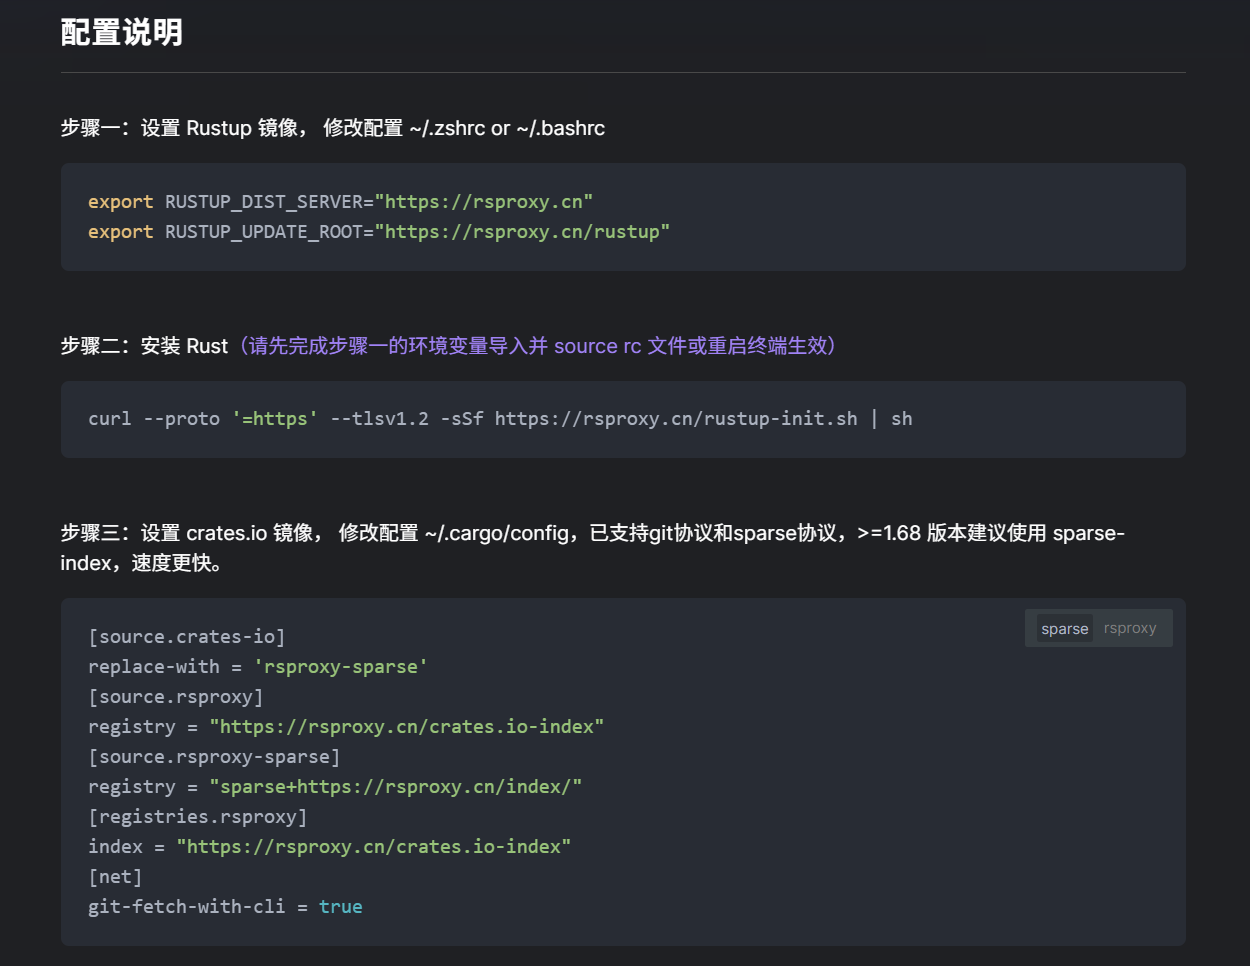 配置说明
步骤一：设置 Rustup 镜像， 修改配置 ~/.zshrc or ~/.bashrc
export RUSTUP_DIST_SERVER="https://rsproxy.cn"
export RUSTUP_UPDATE_ROOT="https://rsproxy.cn/rustup"
步骤二：安装 Rust（请先完成步骤一的环境变量导入并 source rc 文件或重启终端生效）
curl --proto '=https' --tlsv1.2 -sSf https://rsproxy.cn/rustup-init.sh | sh
步骤三：设置 crates.io 镜像， 修改配置 ~/.cargo/config，已支持git协议和sparse协议，>=1.68 版本建议使用 sparse-
index，速度更快。
sparse rsproxy
[source.crates-io]
replace-with = 'rsproxy-sparse'
[source.rsproxy]
registry = "https://rsproxy.cn/crates.io-index"
[source.rsproxy-sparse]
registry = "sparse+https://rsproxy.cn/index/"
[registries.rsproxy]
index = "https://rsproxy.cn/crates.io-index"
[net]
git-fetch-with-cli = true